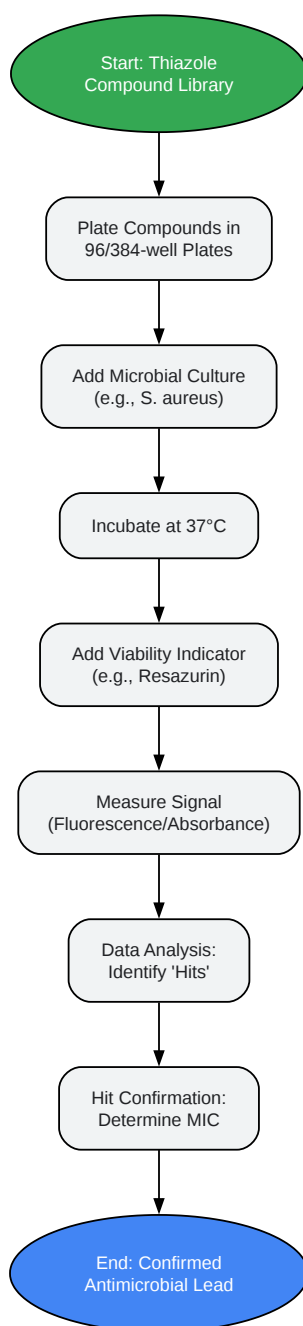 Start: Thiazole
Compound Library
Plate Compounds in
96/384-well Plates
Add Microbial Culture
(e.g., S. aureus)
Incubate at 37°C
Add Viability Indicator
(e.g., Resazurin)
Measure Signal
(Fluorescence/Absorbance)
Data Analysis:
Identify 'Hits'
Hit Confirmation:
Determine MIC
End: Confirmed
Antimicrobial Lead